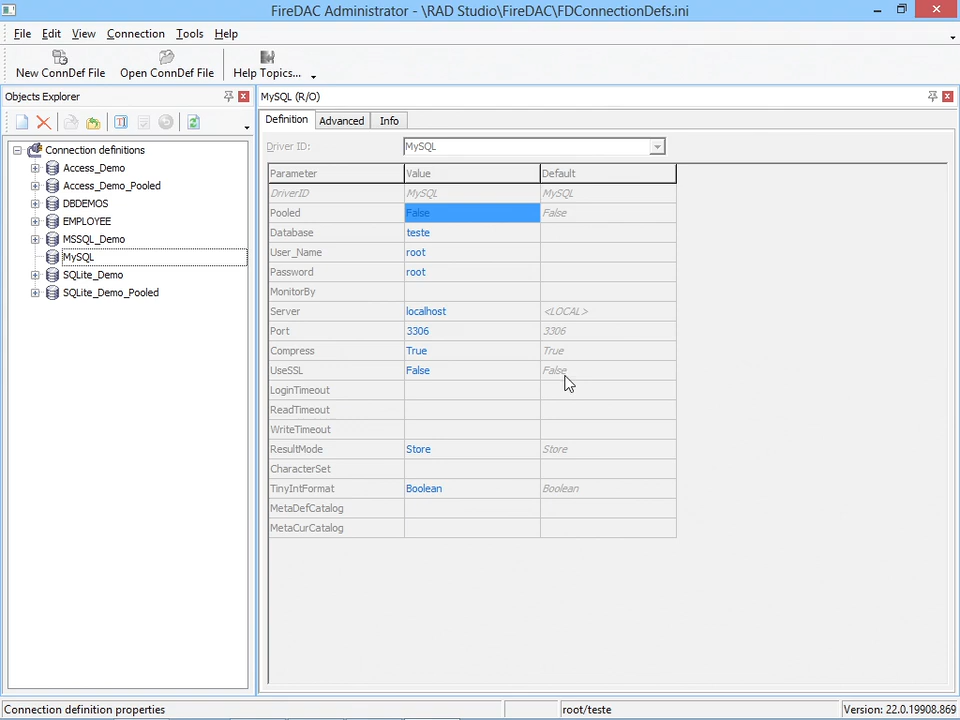 FireDAC Administrator - \RAD Studio\FireDAC\FDConnectionDefs.ini
File Edit View Connection Tools Help
New ConnDef File Open ConnDef File Help Topics...
Objects Explorer
Connection definitions
Access_Demo
Access_Demo_Pooled
DBDEMOS
EMPLOYEE
MSSQL_Demo
MySQL
SQLite_Demo
SQLite_Demo_Pooled
MySQL (R/O)
Definition Advanced Info
Driver ID: MySQL
Parameter Value Default
DriverID MySQL MySQL
Pooled False False
Database teste
User_Name root
Password root
MonitorBy
Server localhost <LOCAL>
Port 3306 3306
Compress True True
UseSSL False False
LoginTimeout
ReadTimeout
WriteTimeout
ResultMode Store Store
CharacterSet
TinyIntFormat Boolean Boolean
MetaDefCatalog
MetaCurCatalog
Connection definition properties root/teste Version: 22.0.19908.869